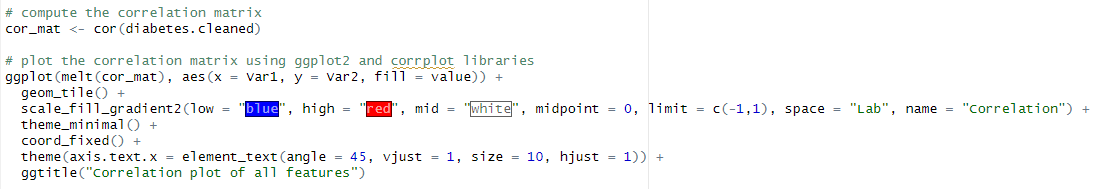 # compute the correlation matrix
cor_mat <- cor(diabetes.cleaned)
# plot the correlation matrix using ggplot2 and corrplot libraries
ggplot(melt(cor_mat), aes(x = Var1, y = Var2, fill = value)) +
  geom_tile() +
  scale_fill_gradient2(low = "blue", high = "red", mid = "white", midpoint = 0, limit = c(-1,1), space = "Lab", name = "Correlation") +
  theme_minimal() +
  coord_fixed() +
  theme(axis.text.x = element_text(angle = 45, vjust = 1, size = 10, hjust = 1)) +
  ggtitle("Correlation plot of all features")